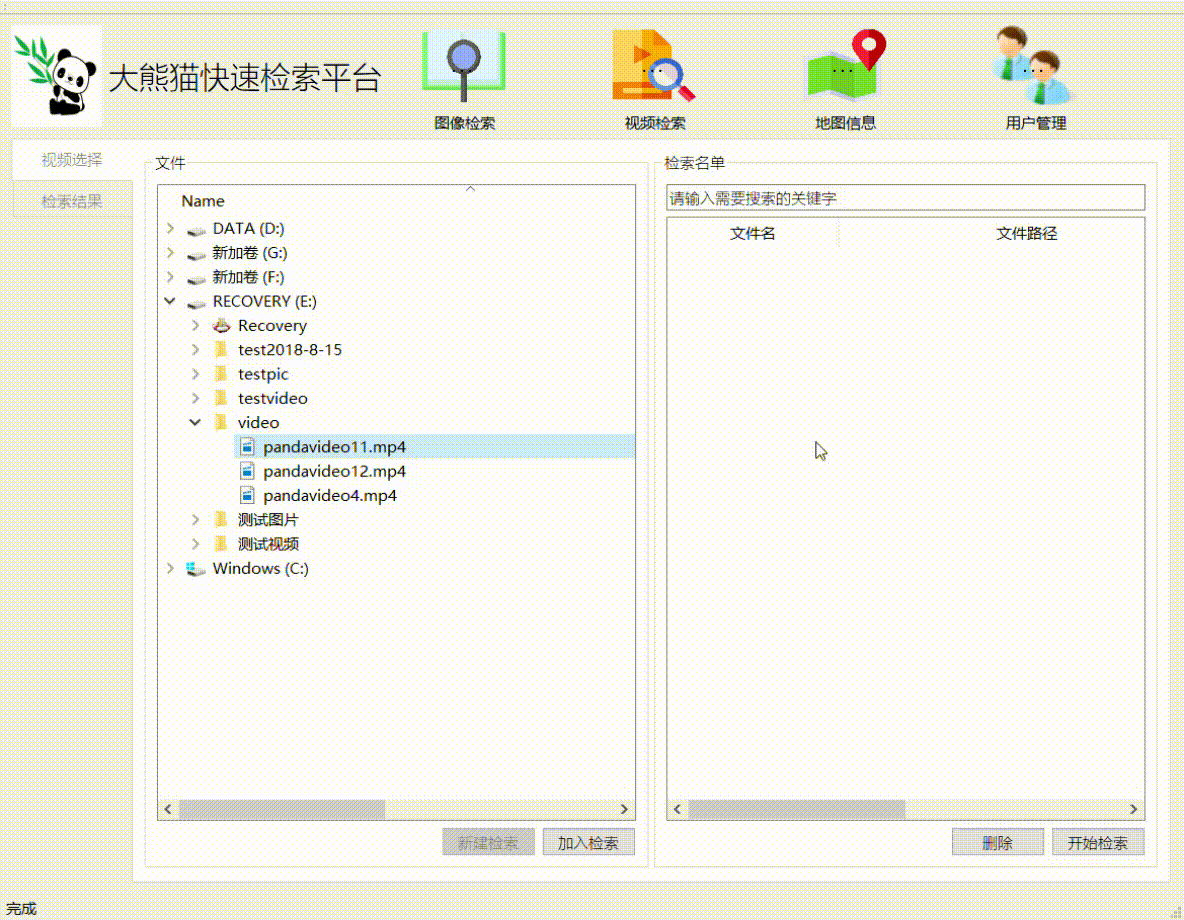 大熊猫快速检索平台
图像检索
视频检索
地图信息
用户管理
视频选择
检索结果
文件
Name
DATA (D:)
新加卷 (G:)
新加卷 (F:)
RECOVERY (E:)
Recovery
test2018-8-15
testpic
testvideo
video
pandavideo11.mp4
pandavideo12.mp4
pandavideo4.mp4
测试图片
测试视频
Windows (C:)
新建检索
加入检索
检索名单
请输入需要搜索的关键字
文件名
文件路径
删除
开始检索
完成